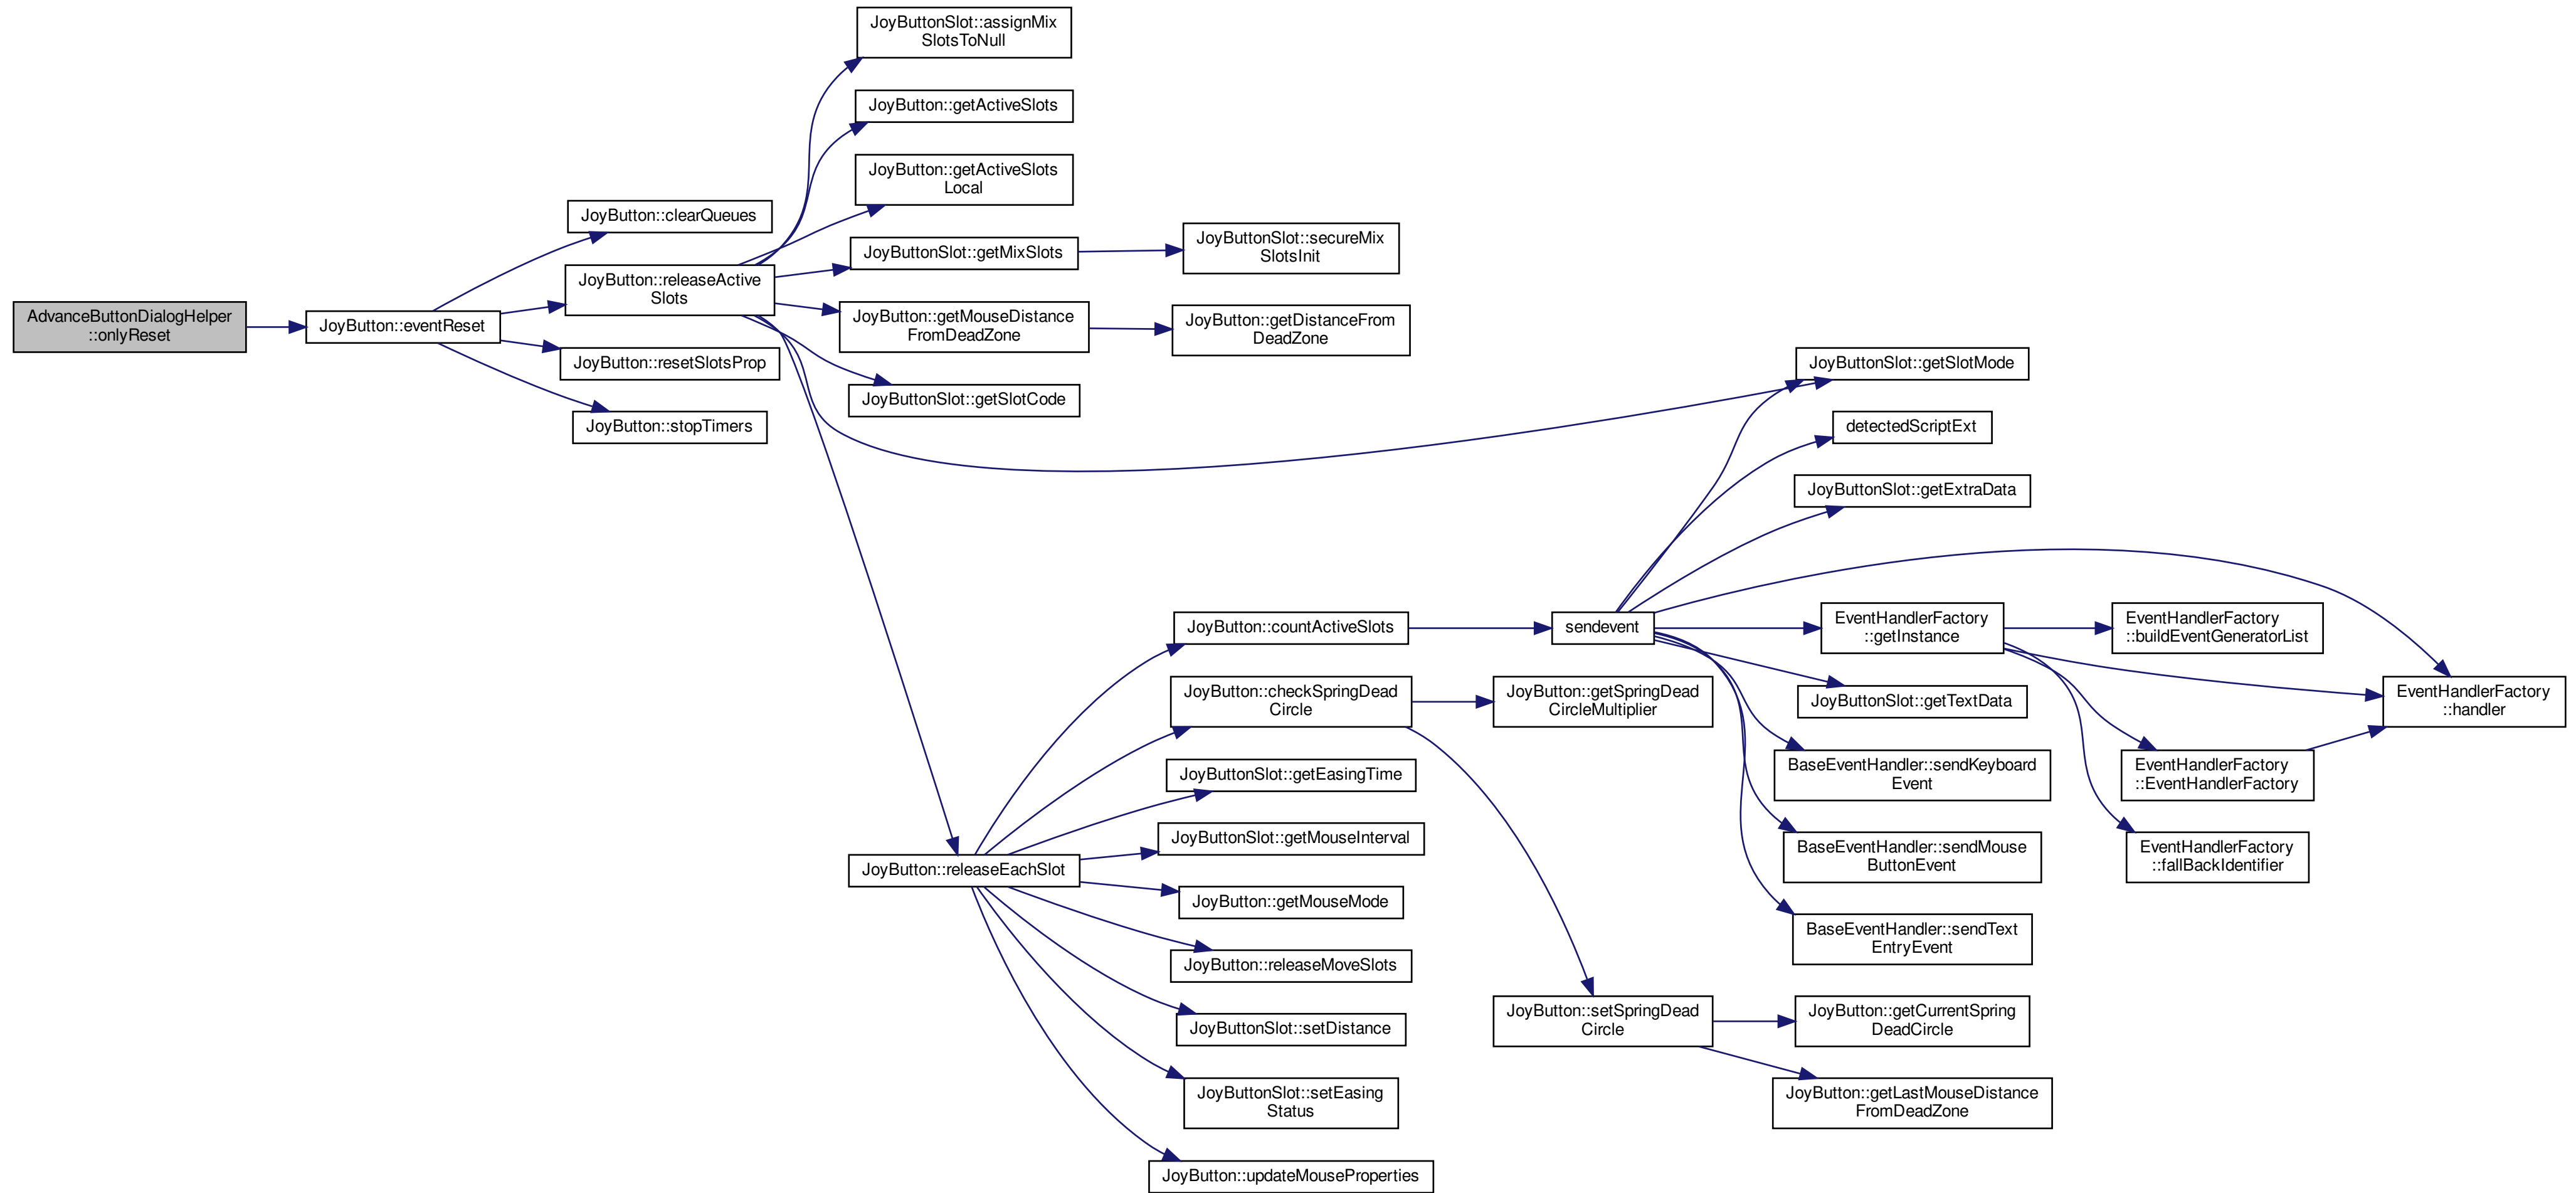 JoyButtonSlot::assignMix
SlotsToNull
JoyButton::getActiveSlots
JoyButton::getActiveSlots
Local
JoyButton::clearQueues
JoyButtonSlot::getMixSlots
JoyButtonSlot::secureMix
SlotsInit
JoyButton::releaseActive
Slots
AdvanceButtonDialogHelper
::onlyReset
JoyButton::eventReset
JoyButton::getMouseDistance
FromDeadZone
JoyButton::getDistanceFrom
DeadZone
JoyButton::resetSlotsProp
JoyButtonSlot::getSlotMode
JoyButtonSlot::getSlotCode
JoyButton::stopTimers
detectedScriptExt
JoyButtonSlot::getExtraData
JoyButton::countActiveSlots
sendevent
EventHandlerFactory
::getInstance
EventHandlerFactory
::buildEventGeneratorList
JoyButton::checkSpringDead
Circle
JoyButton::getSpringDead
CircleMultiplier
JoyButtonSlot::getTextData
EventHandlerFactory
::handler
JoyButtonSlot::getEasingTime
BaseEventHandler::sendKeyboard
Event
EventHandlerFactory
::EventHandlerFactory
JoyButtonSlot::getMouseInterval
BaseEventHandler::sendMouse
ButtonEvent
EventHandlerFactory
::fallBackIdentifier
JoyButton::releaseEachSlot
JoyButton::getMouseMode
BaseEventHandler::sendText
EntryEvent
JoyButton::releaseMoveSlots
JoyButtonSlot::setDistance
JoyButton::setSpringDead
Circle
JoyButton::getCurrentSpring
DeadCircle
JoyButtonSlot::setEasing
Status
JoyButton::getLastMouseDistance
FromDeadZone
JoyButton::updateMouseProperties